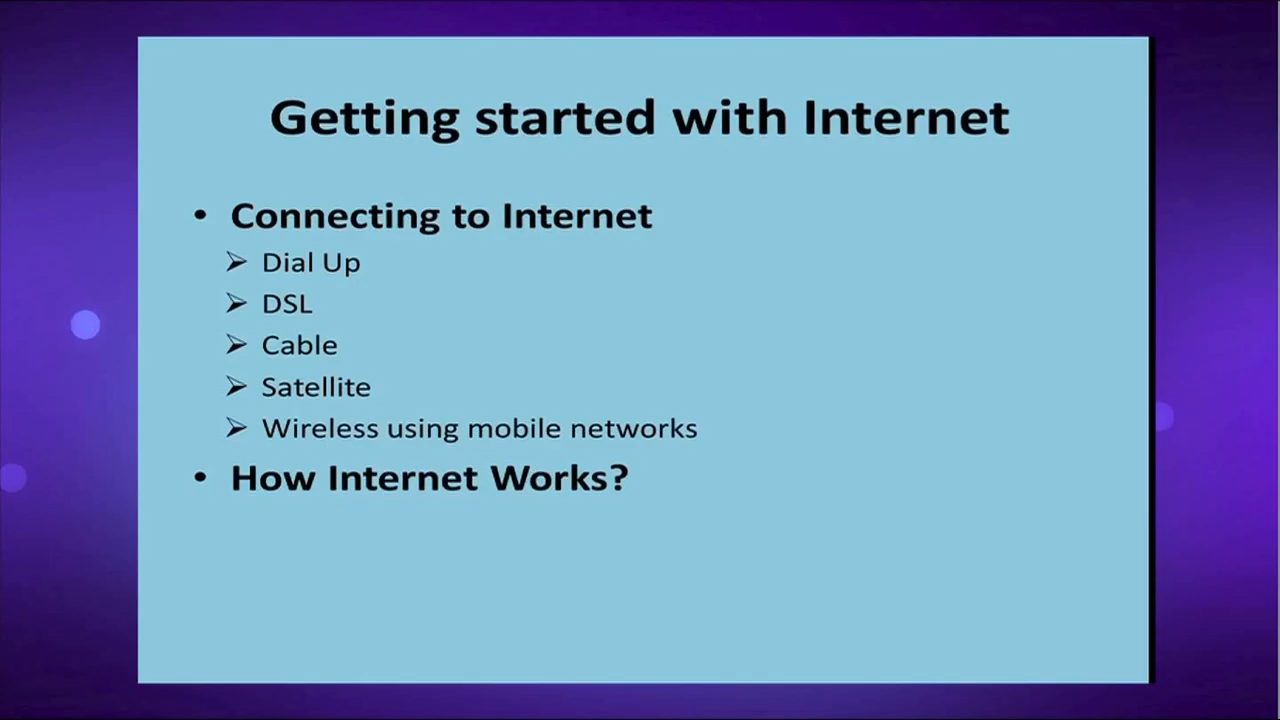 Getting started with Internet
• Connecting to Internet
➢ Dial Up
➢ DSL
➢ Cable
➢ Satellite
➢ Wireless using mobile networks
• How Internet Works?